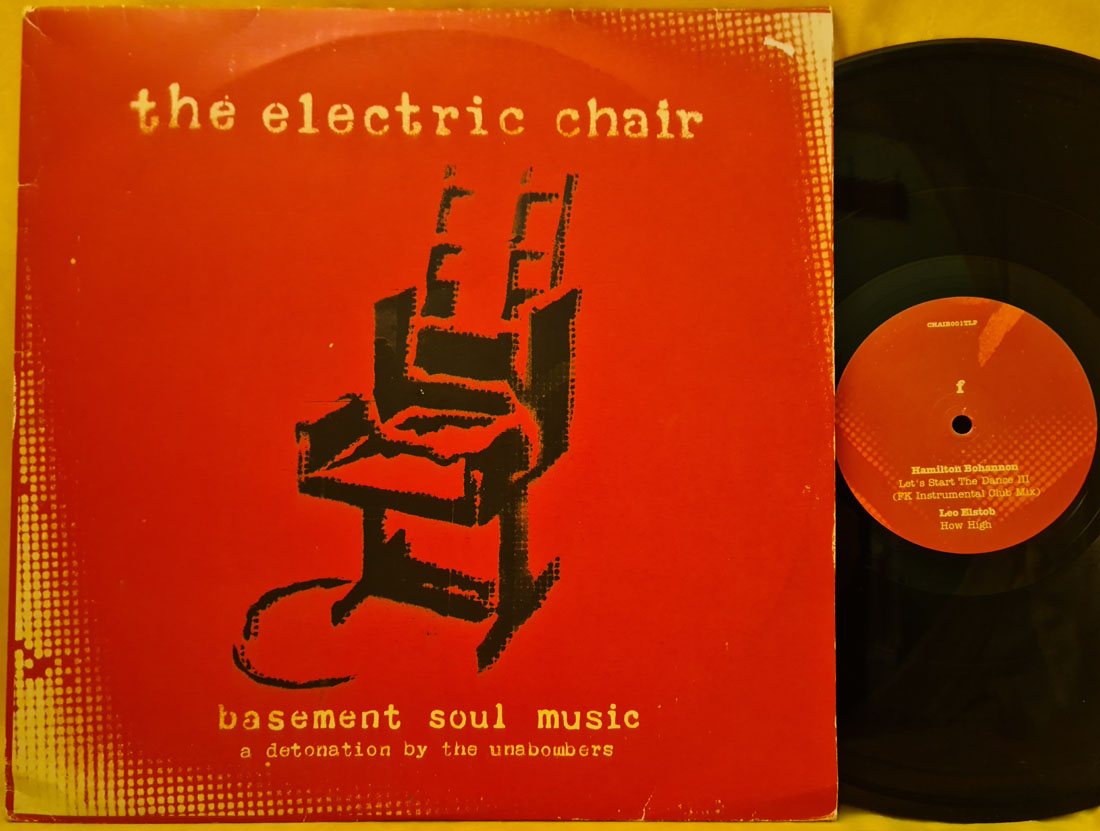 the electric chair
basement soul music
a detonation by the unabombers
CHAIR001TLP
f
Hamilton Bohannon
Let's Start The Dance III
(FK Instrumental Club Mix)
Leo Elstob
How High